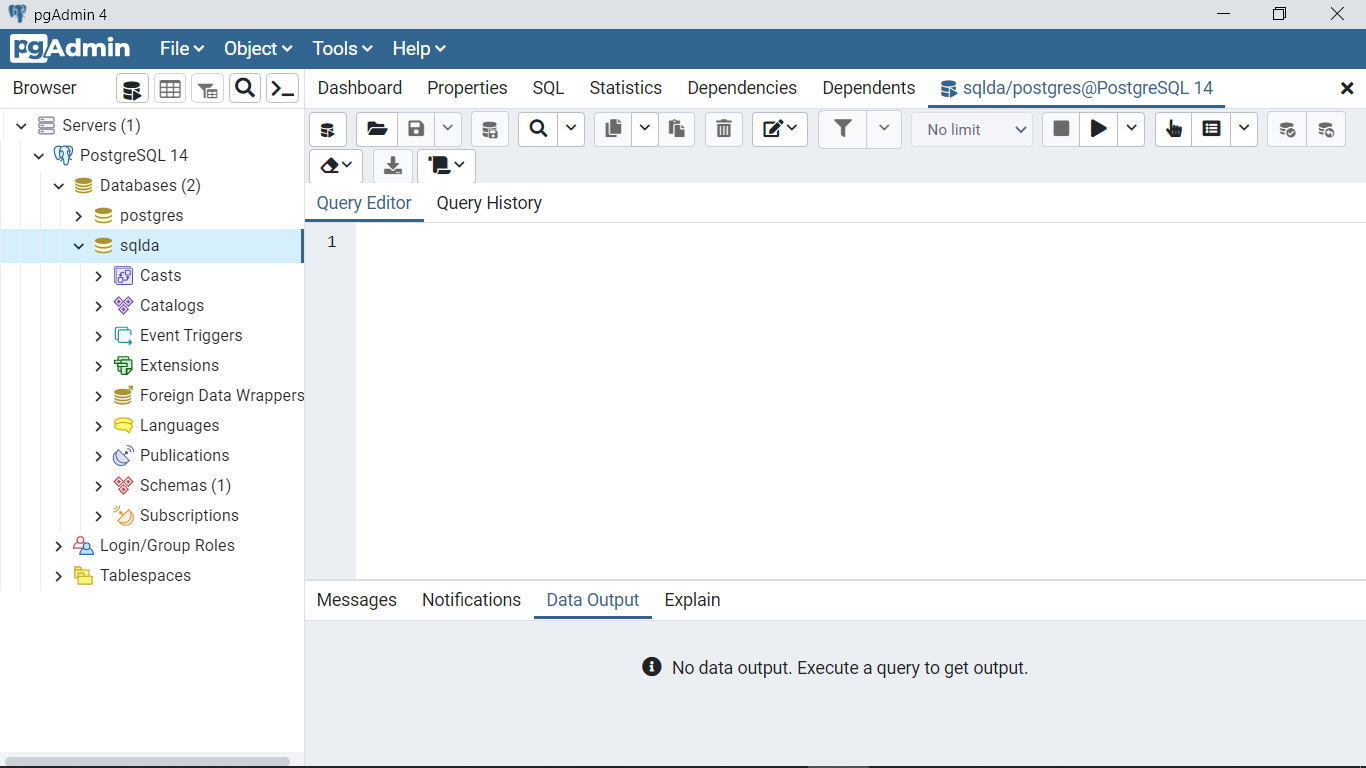 pgAdmin 4
pgAdmin File Object Tools Help
Browser
Dashboard Properties SQL Statistics Dependencies Dependents sqlda/postgres@PostgreSQL 14
Servers (1)
PostgreSQL 14
Databases (2)
postgres
sqlda
Casts
Catalogs
Event Triggers
Extensions
Foreign Data Wrappers
Languages
Publications
Schemas (1)
Subscriptions
Login/Group Roles
Tablespaces
No limit
Query Editor Query History
1
Messages Notifications Data Output Explain
No data output. Execute a query to get output.